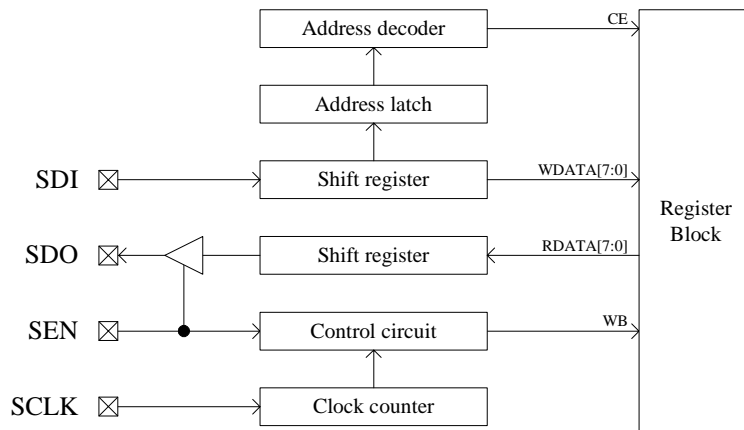 Address decoder
CE
Address latch
SDI
Shift register
WDATA[7:0]
Register
Block
SDO
Shift register
RDATA[7:0]
SEN
Control circuit
WB
SCLK
Clock counter